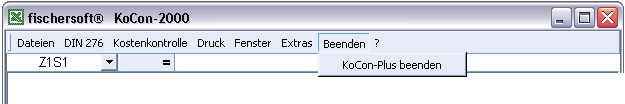 fischersoft® KoCon-2000
Dateien DIN 276 Kostenkontrolle Druck Fenster Extras Beenden ?
Z1S1 =
KoCon-Plus beenden